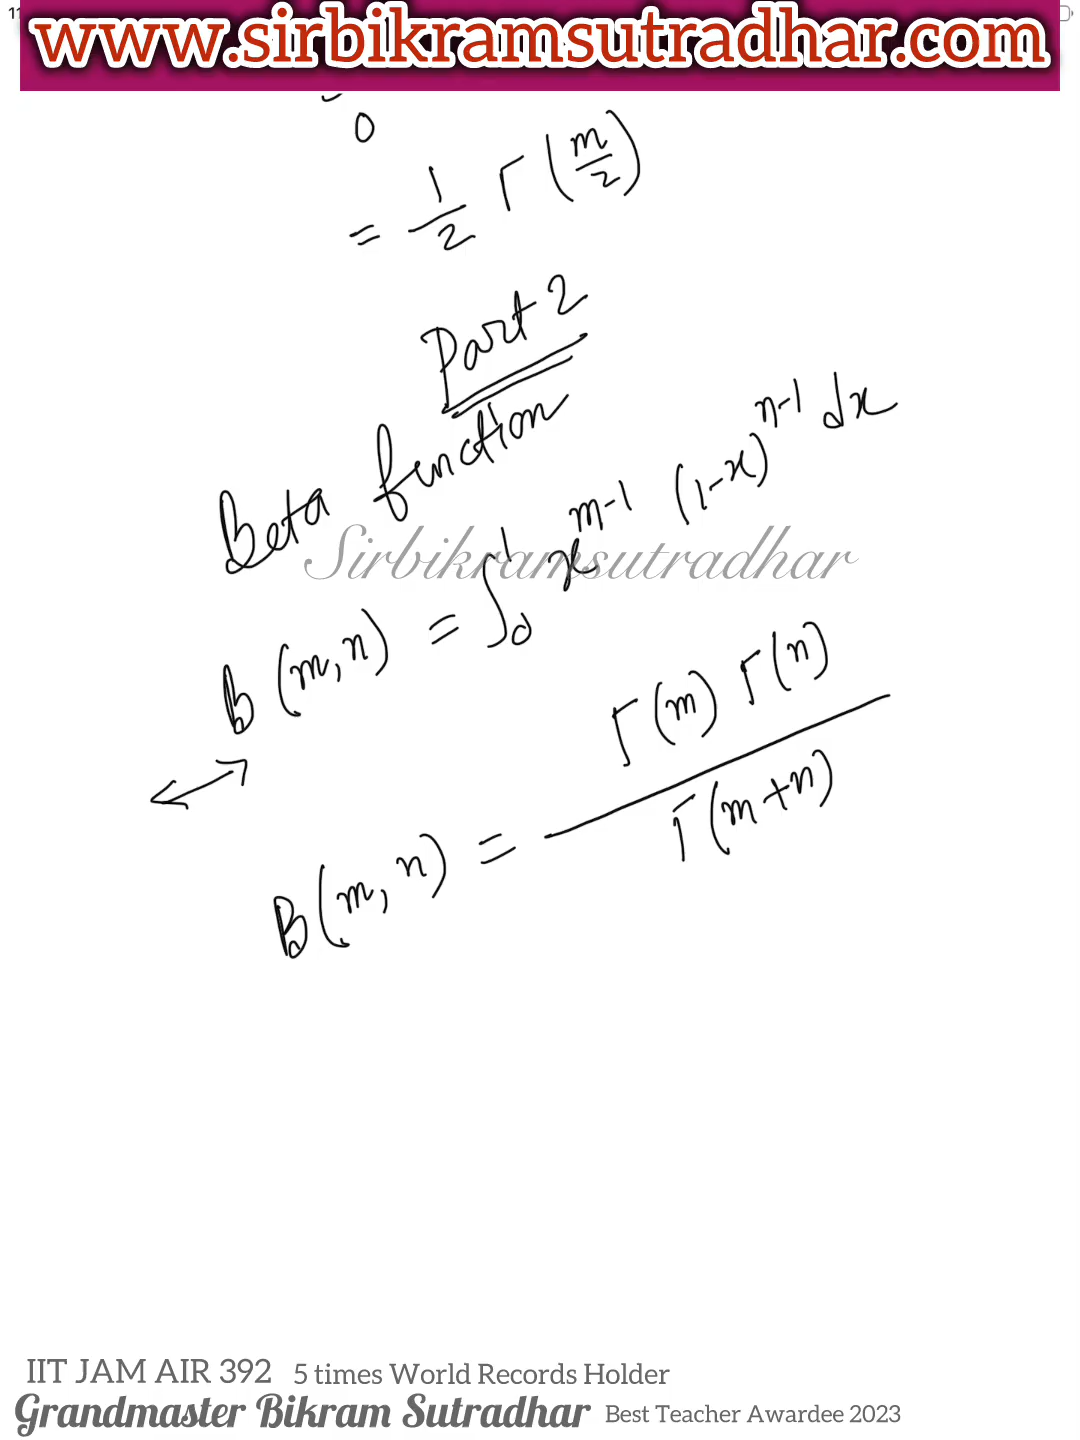 11
www.sirbikramsutradhar.com
0
= 1/2 Γ(m/2)
Part 2
Beta function
B(m,n) = ∫₀¹ x^{m-1} (1-x)^{n-1} dx
Sirbikramsutradhar
↔
B(m,n) = Γ(m) Γ(n) / Γ(m+n)
IIT JAM AIR 392 5 times World Records Holder
Grandmaster Bikram Sutradhar Best Teacher Awardee 2023